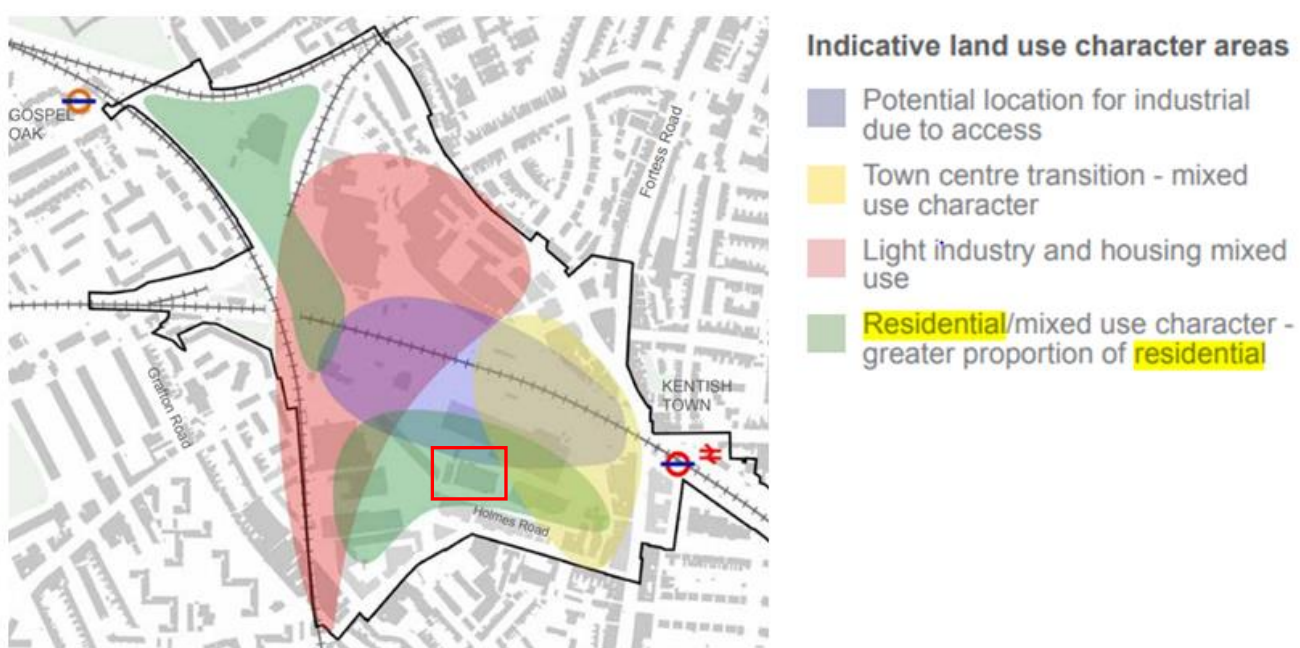 Indicative land use character areas
Potential location for industrial
due to access
Town centre transition - mixed
use character
Light industry and housing mixed
use
Residential/mixed use character -
greater proportion of residential
GOSPEL
OAK
Fortess Road
KENTISH
TOWN
Grafton Road
Holmes Road